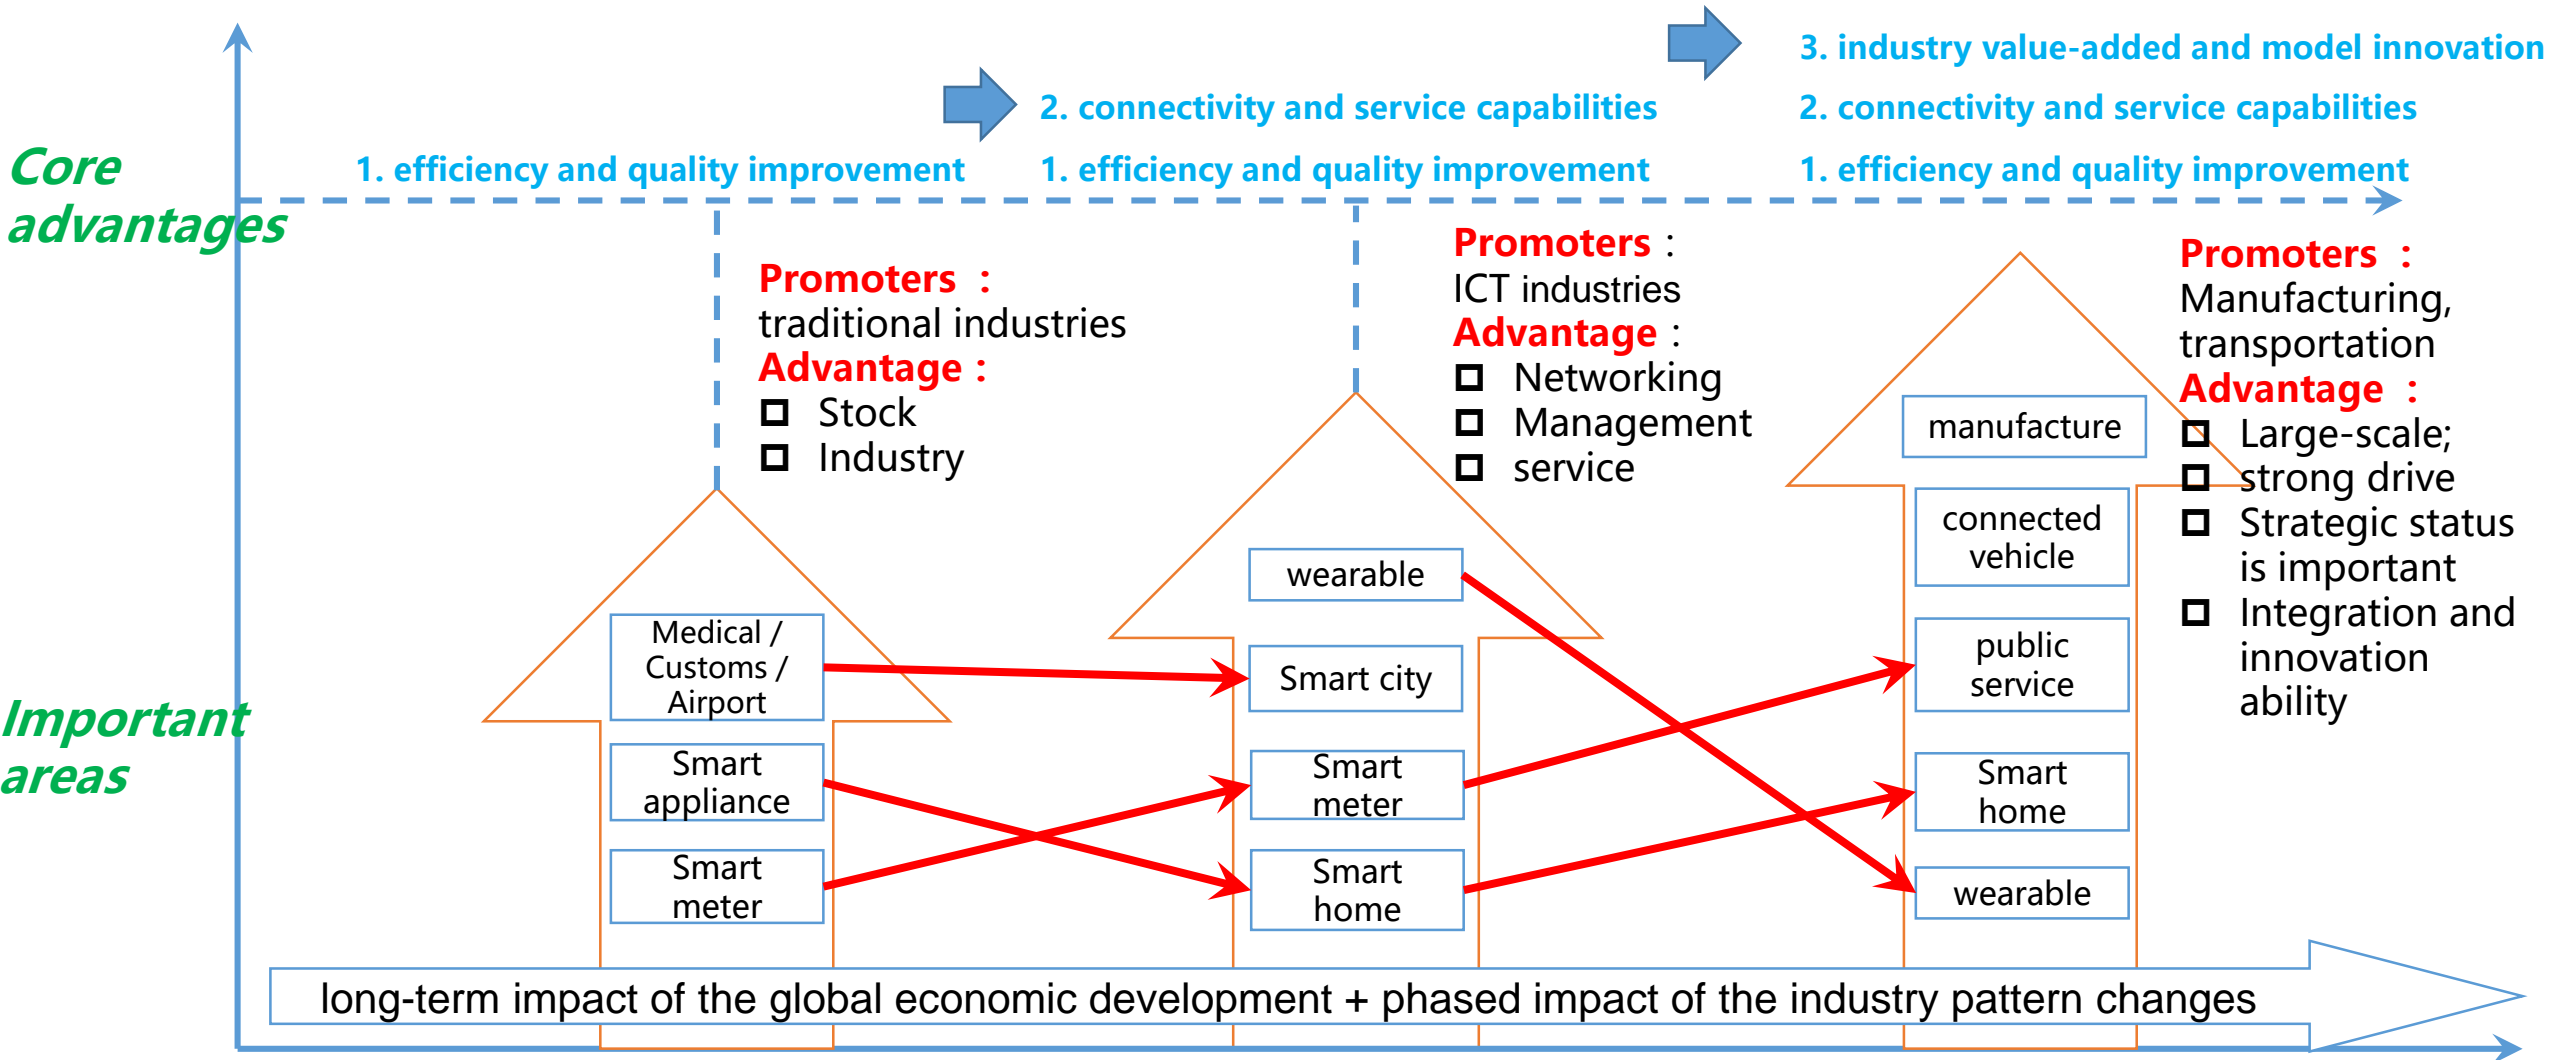 3. industry value-added and model innovation
2. connectivity and service capabilities
2. connectivity and service capabilities
1. efficiency and quality improvement
1. efficiency and quality improvement
1. efficiency and quality improvement
Core
advantages
Promoters :
traditional industries
Advantage :
Stock
Industry
Promoters :
ICT industries
Advantage :
Networking
Management
service
Promoters :
Manufacturing,
transportation
Advantage :
Large-scale;
strong drive
Strategic status
is important
Integration and
innovation
ability
Important
areas
Medical /
Customs /
Airport
Smart
appliance
Smart
meter
wearable
Smart city
Smart
meter
Smart
home
manufacture
connected
vehicle
public
service
Smart
home
wearable
long-term impact of the global economic development + phased impact of the industry pattern changes